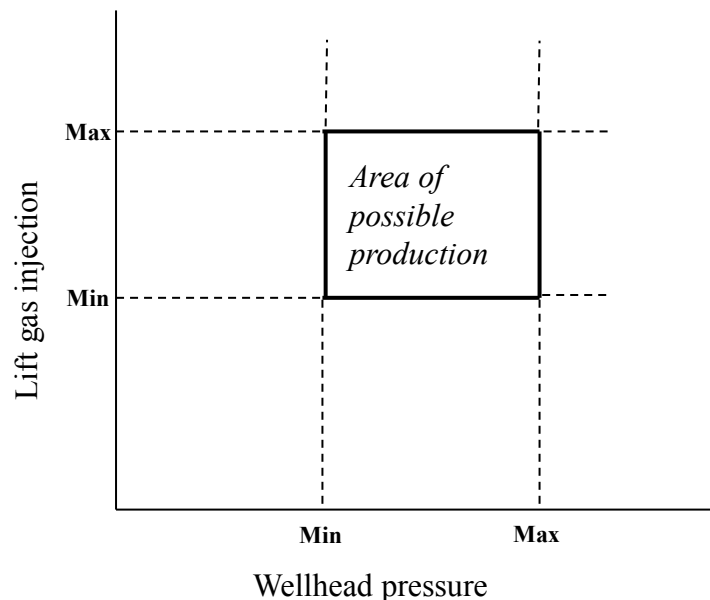 Max
Area of
possible
production
Lift gas injection
Min
Min
Max
Wellhead pressure